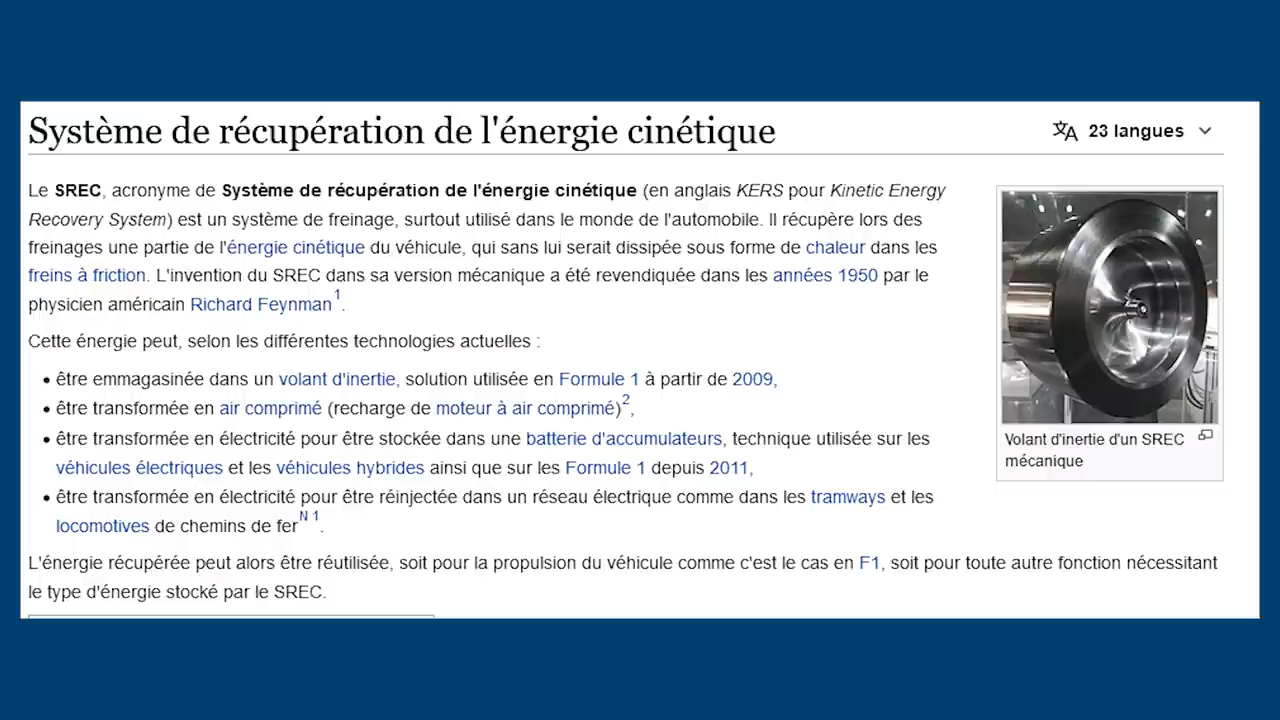 Système de récupération de l'énergie cinétique
23 langues
Le SREC, acronyme de Système de récupération de l'énergie cinétique (en anglais KERS pour Kinetic Energy
Recovery System) est un système de freinage, surtout utilisé dans le monde de l'automobile. Il récupère lors des
freinages une partie de l'énergie cinétique du véhicule, qui sans lui serait dissipée sous forme de chaleur dans les
freins à friction. L'invention du SREC dans sa version mécanique a été revendiquée dans les années 1950 par le
physicien américain Richard Feynman 1.
Cette énergie peut, selon les différentes technologies actuelles :
• être emmagasinée dans un volant d'inertie, solution utilisée en Formule 1 à partir de 2009,
• être transformée en air comprimé (recharge de moteur à air comprimé)2,
• être transformée en électricité pour être stockée dans une batterie d'accumulateurs, technique utilisée sur les
véhicules électriques et les véhicules hybrides ainsi que sur les Formule 1 depuis 2011,
• être transformée en électricité pour être réinjectée dans un réseau électrique comme dans les tramways et les
locomotives de chemins de fer N 1.
Volant d'inertie d'un SREC
mécanique
L'énergie récupérée peut alors être réutilisée, soit pour la propulsion du véhicule comme c'est le cas en F1, soit pour toute autre fonction nécessitant
le type d'énergie stocké par le SREC.